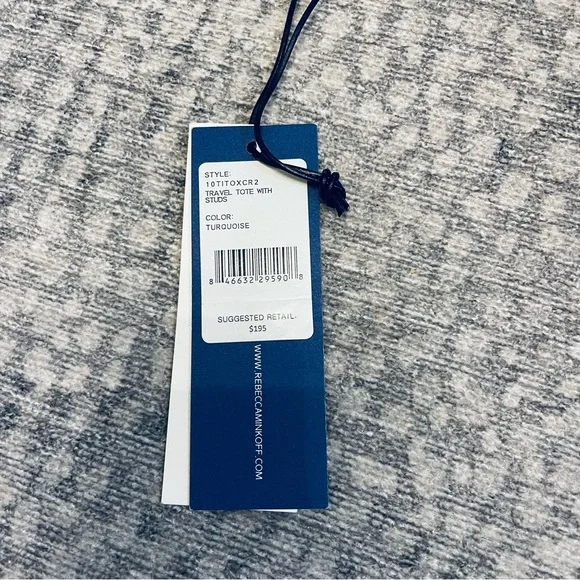 STYLE:
10TITOXCR2
TRAVEL TOTE WITH
STUDS
COLOR:
TURQUOISE
8 46632 29590 8
SUGGESTED RETAIL:
$195
WWW.REBECCAMINKOFF.COM